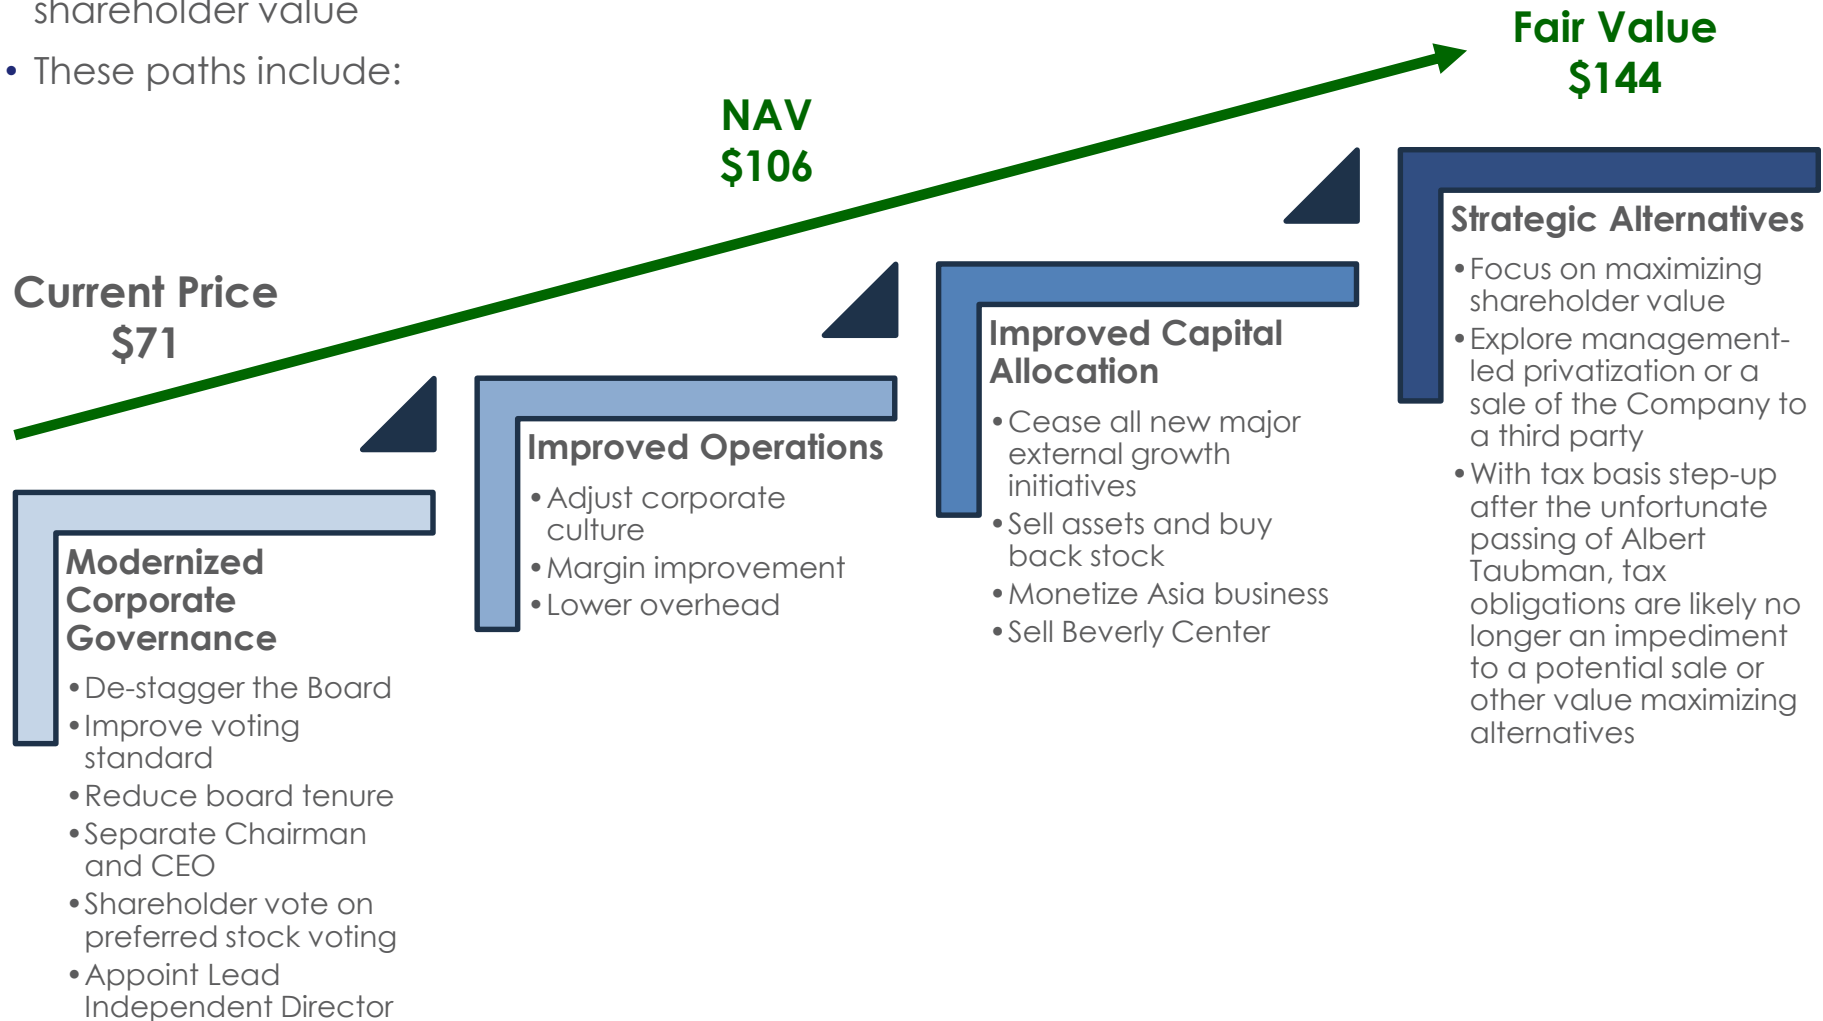 shareholder value
• These paths include:
Fair Value
$144
NAV
$106
Current Price
$71
Modernized
Corporate
Governance
•De-stagger the Board
•Improve voting
standard
•Reduce board tenure
•Separate Chairman
and CEO
•Shareholder vote on
preferred stock voting
•Appoint Lead
Independent Director
Improved Operations
•Adjust corporate
culture
•Margin improvement
•Lower overhead
Improved Capital
Allocation
•Cease all new major
external growth
initiatives
•Sell assets and buy
back stock
•Monetize Asia business
•Sell Beverly Center
Strategic Alternatives
•Focus on maximizing
shareholder value
•Explore management-
led privatization or a
sale of the Company to
a third party
•With tax basis step-up
after the unfortunate
passing of Albert
Taubman, tax
obligations are likely no
longer an impediment
to a potential sale or
other value maximizing
alternatives